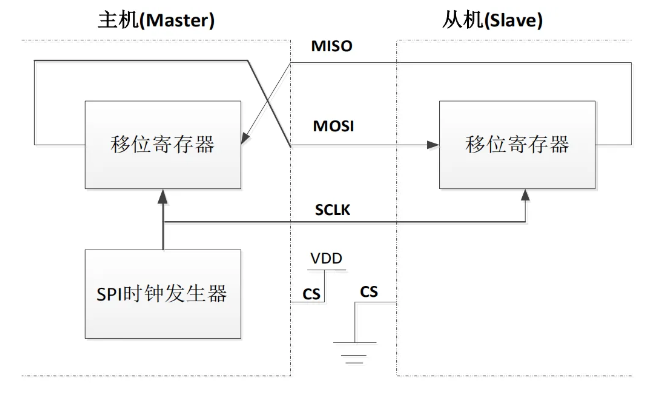 主机(Master)
从机(Slave)
MISO
移位寄存器
MOSI
移位寄存器
SCLK
SPI时钟发生器
VDD
CS
CS